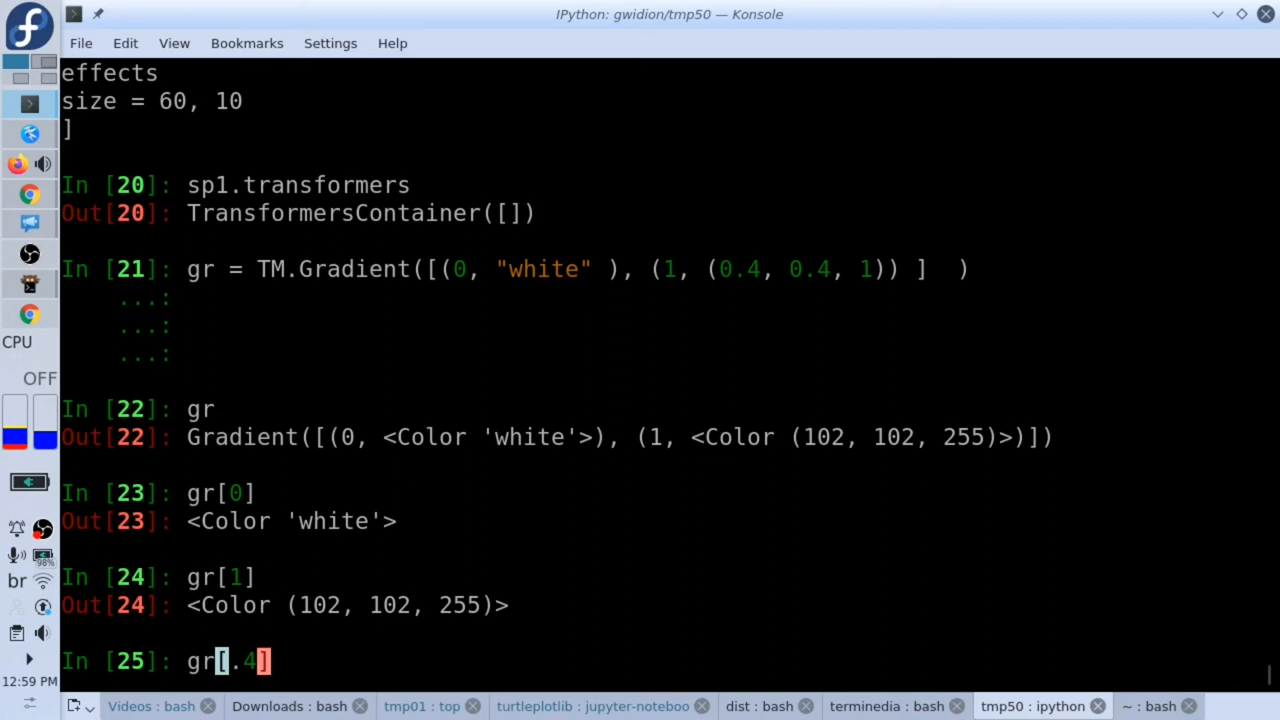 IPython: gwidion/tmp50 — Konsole
File Edit View Bookmarks Settings Help
effects
size = 60, 10
]
In [20]: sp1.transformers
Out[20]: TransformersContainer([])
In [21]: gr = TM.Gradient([(0, "white" ), (1, (0.4, 0.4, 1)) ]  )
...:
...:
...:
In [22]: gr
Out[22]: Gradient([(0, <Color 'white'>), (1, <Color (102, 102, 255)>)])
In [23]: gr[0]
Out[23]: <Color 'white'>
In [24]: gr[1]
Out[24]: <Color (102, 102, 255)>
In [25]: gr[.4]
CPU
OFF
98%
br
12:59 PM
Videos : bash
Downloads : bash
tmp01 : top
turtleplotlib : jupyter-noteboo
dist : bash
terminedia : bash
tmp50 : ipython
~ : bash